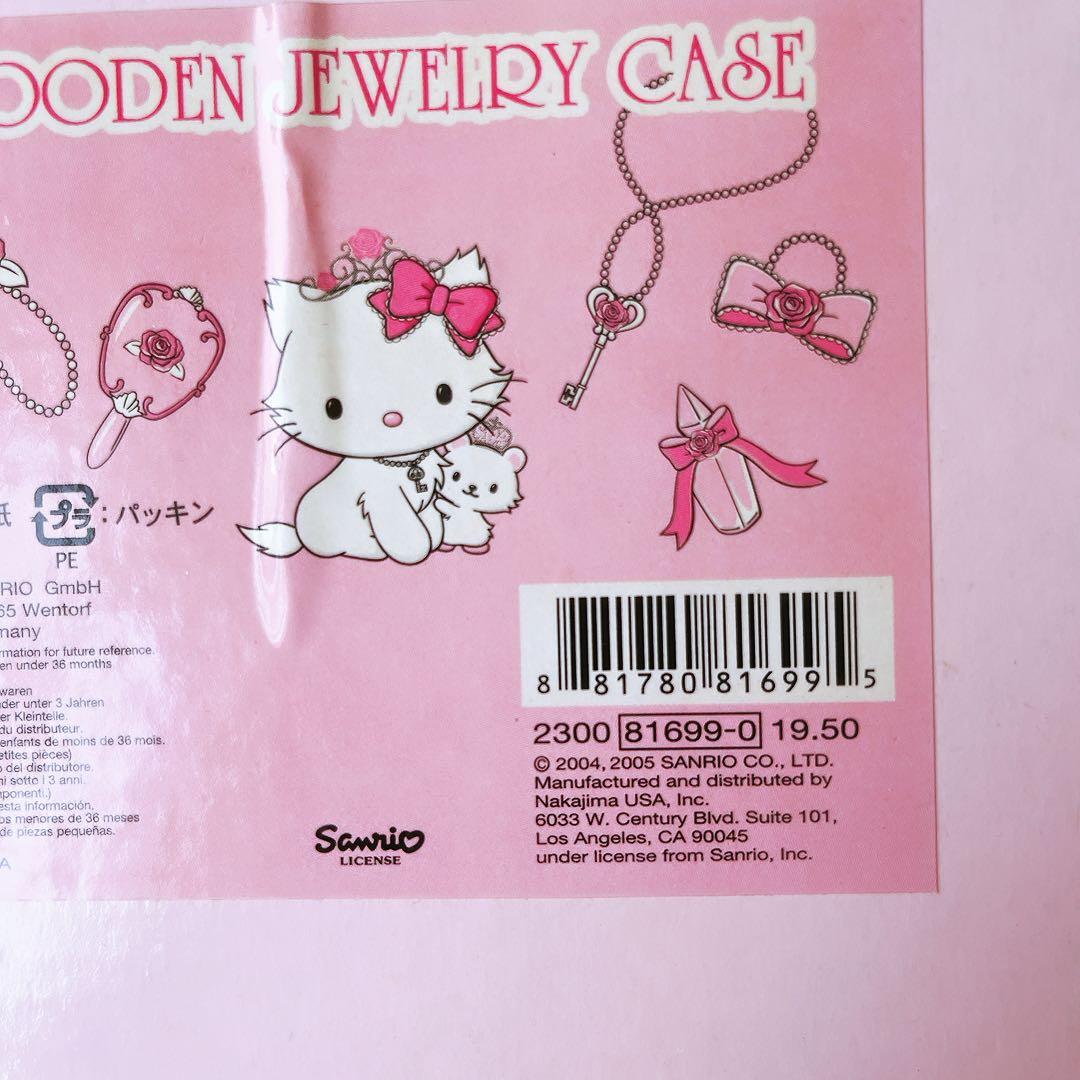 OODEN JEWELRY CASE
紙 プラ : パッキン
PE
RIO GmbH
65 Wentorf
many
rmation for future reference.
en under 36 months
waren
der unter 3 Jahren
er Kleinteile.
du distributeur.
enfants de moins de 36 mois.
etites pièces)
o del distributore.
ni sotto I 3 anni.
mponenti.)
esta información,
os menores de 36 meses
de piezas pequeñas.
A
Sanrio
LICENSE
8 81780 81699 5
2300 81699-0 19.50
© 2004, 2005 SANRIO CO., LTD.
Manufactured and distributed by
Nakajima USA, Inc.
6033 W. Century Blvd. Suite 101,
Los Angeles, CA 90045
under license from Sanrio, Inc.